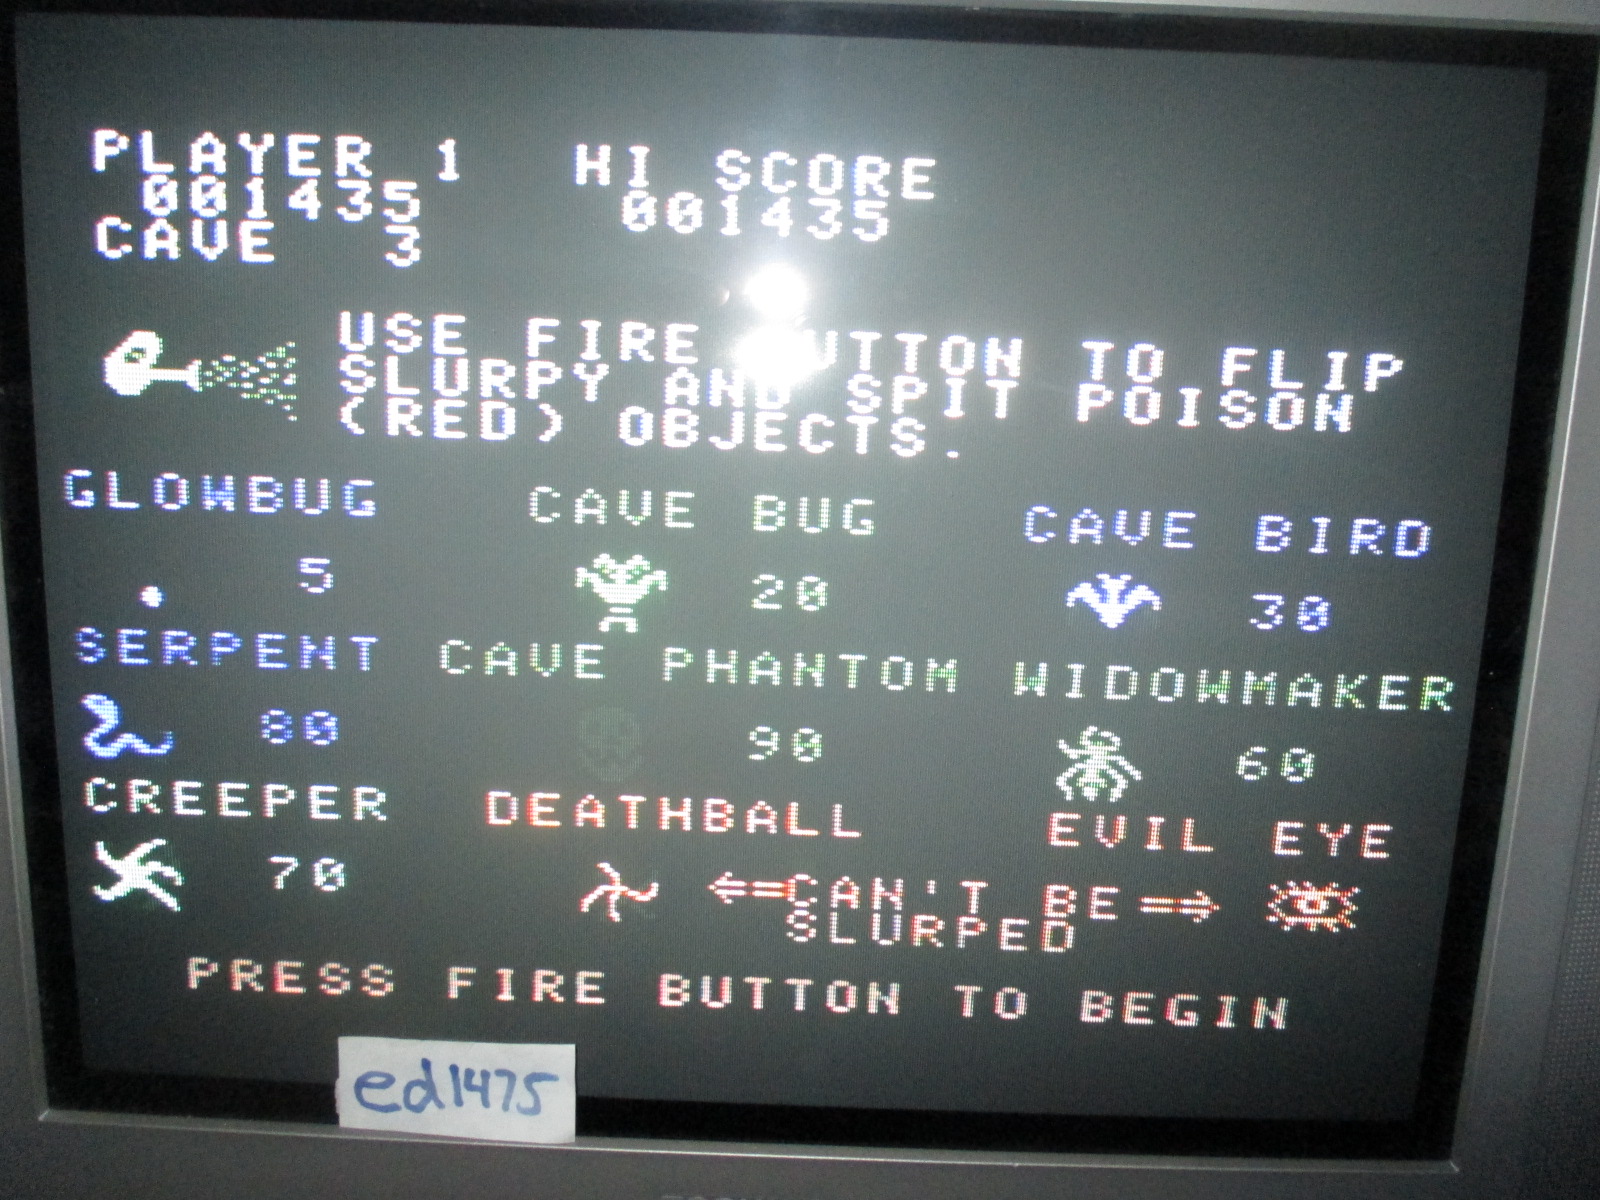 PLAYER 1 HI SCORE
001435 001435
CAVE 3
USE FIRE BUTTON TO FLIP
SLURPY AND SPIT POISON
(RED) OBJECTS.
GLOWBUG CAVE BUG CAVE BIRD
5 20 30
SERPENT CAVE PHANTOM WIDOWMAKER
80 90 60
CREEPER DEATHBALL EVIL EYE
70 ⇐CAN'T BE⇒
SLURPED
PRESS FIRE BUTTON TO BEGIN
ed1475